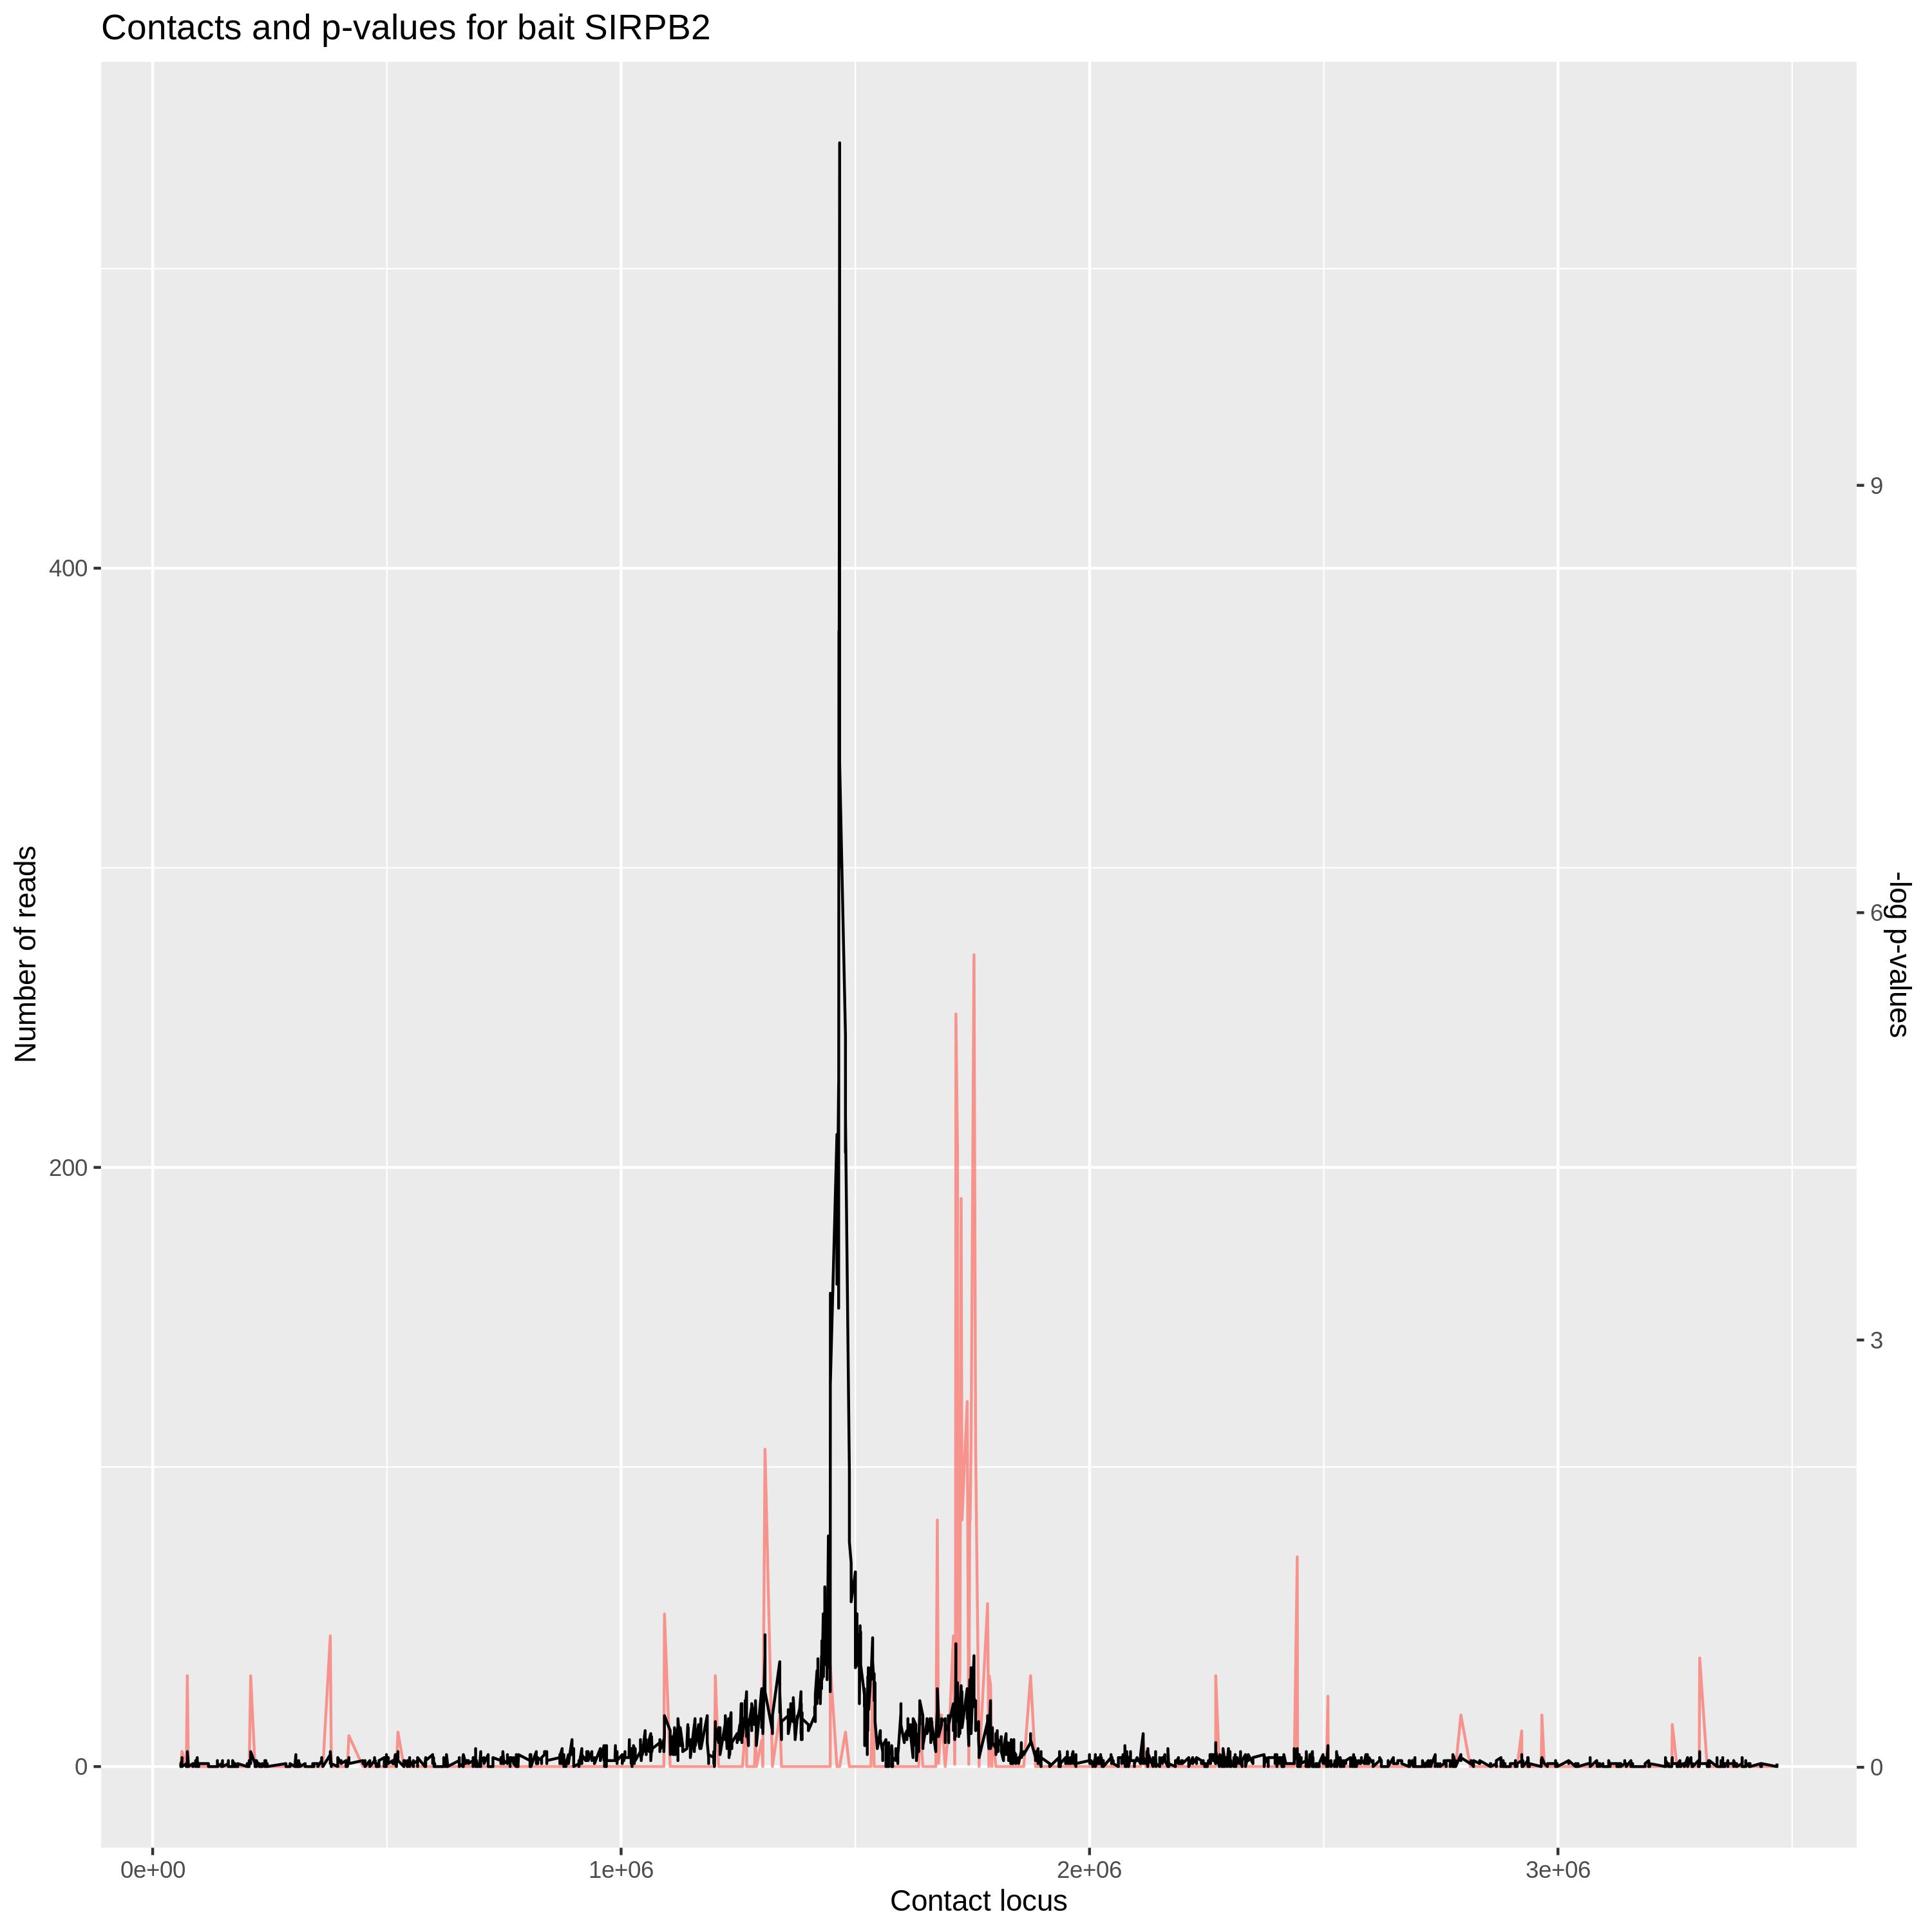 Contacts and p-values for bait SIRPB2
Number of reads
400
200
0
9
6
3
0
-log p-values
0e+00
1e+06
2e+06
3e+06
Contact locus